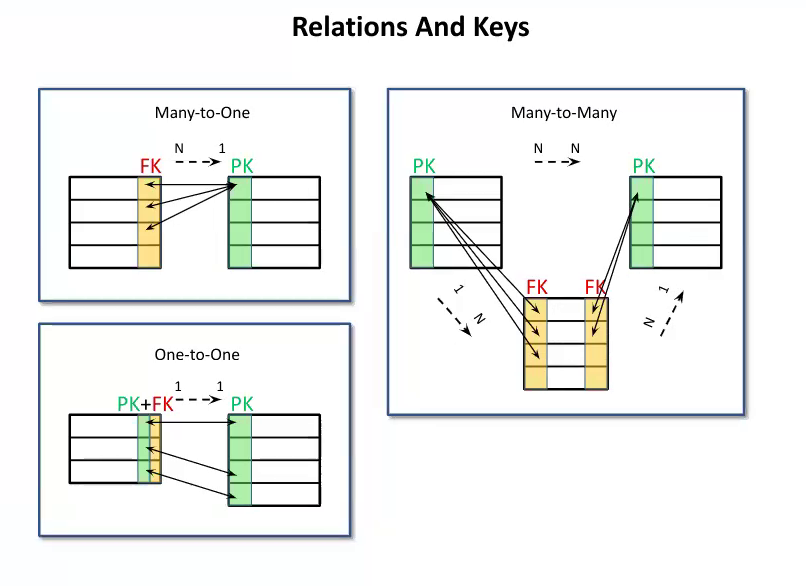 Relations And Keys
Many-to-One
N 1
FK PK
One-to-One
1 1
PK+FK PK
Many-to-Many
N N
PK PK
FK FK
1 N
N 1